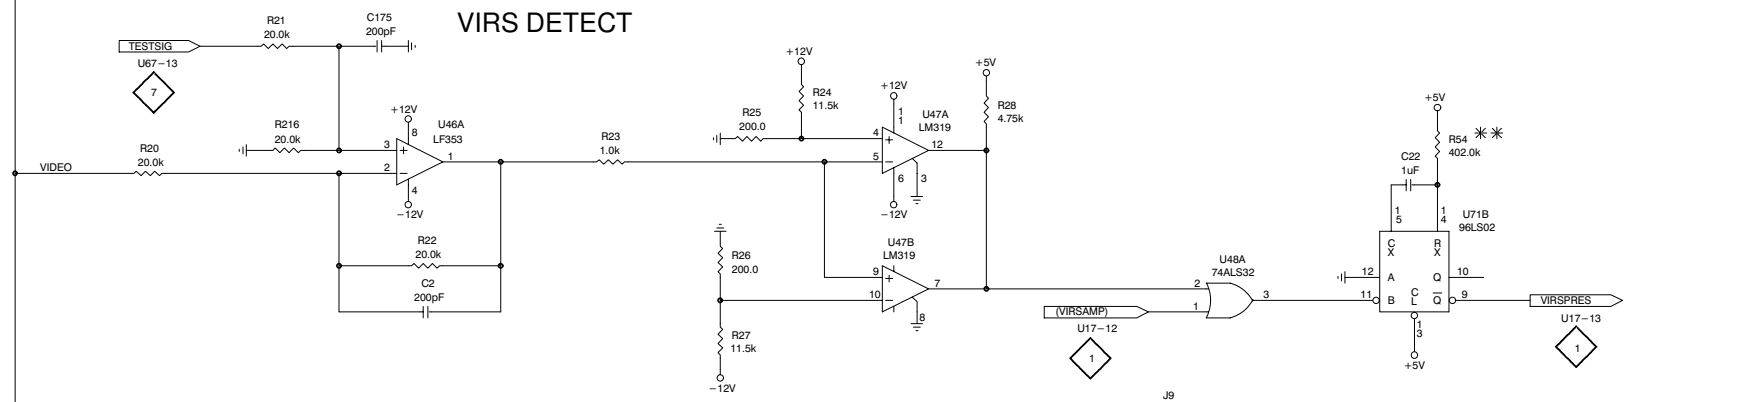 VIRS DETECT
R21
20.0k
C175
200pF
TESTSIG
U67-13
7
+12V
8
U46A
LF353
R216
20.0k
3
+
1
R20
20.0k
VIDEO
2
−
4
−12V
R22
20.0k
C2
200pF
R23
1.0k
+12V
R24
11.5k
R25
200.0
+12V
1
1
U47A
LM319
4
+
12
5
−
6
3
−12V
+5V
R28
4.75k
R26
200.0
R27
11.5k
−12V
U47B
LM319
9
+
7
10
−
8
U48A
74ALS32
2
3
1
(VIRSAMP)
U17-12
1
J9
+5V
R54
402.0k
**
C22
1uF
1
5
1
4
U71B
96LS02
C
X
R
X
12
A
Q
10
11
B
C
L
Q
9
1
3
+5V
VIRSPRES
U17-13
1